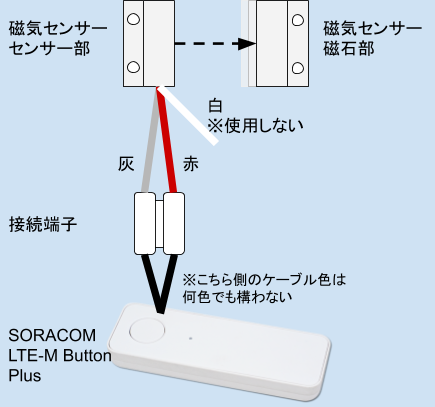 磁気センサー
センサー部
磁気センサー
磁石部
白
※使用しない
灰
赤
接続端子
※こちら側のケーブル色は
何色でも構わない
SORACOM
LTE-M Button
Plus